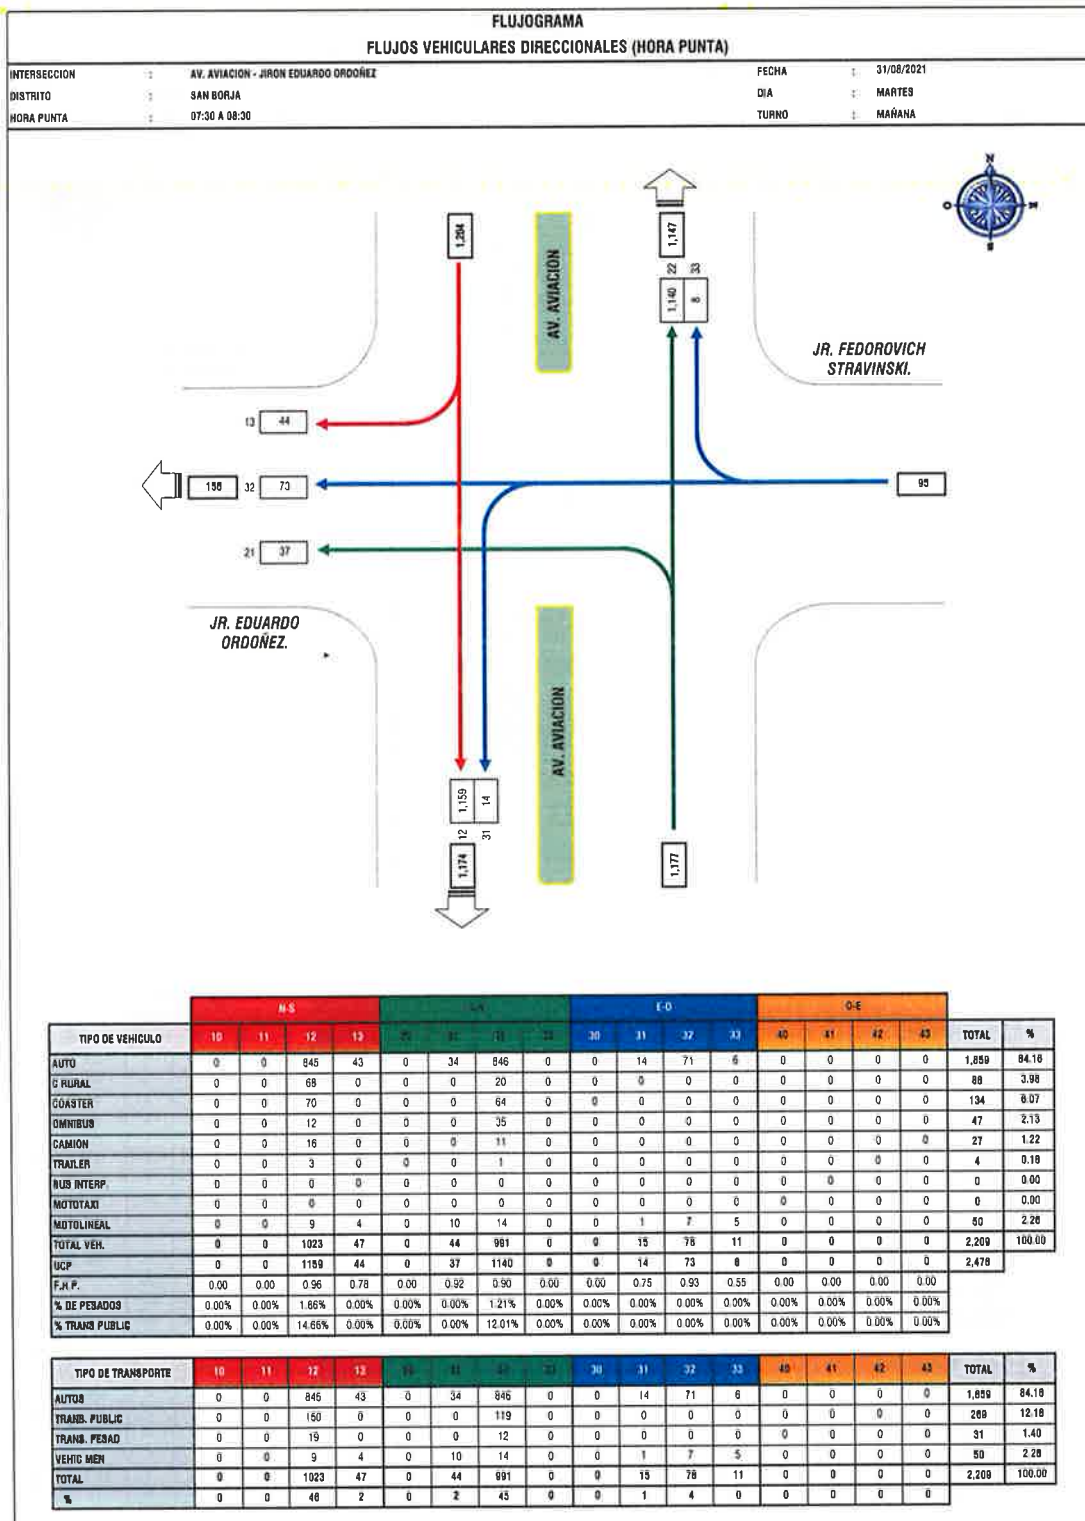 FLUJOGRAMA
FLUJOS VEHICULARES DIRECCIONALES (HORA PUNTA)
INTERSECCION : AV. AVIACION - JIRON EDUARDO ORDOÑEZ FECHA : 31/08/2021
DISTRITO : SAN BORJA DIA : MARTES
HORA PUNTA : 07:30 A 08:30 TURNO : MAÑANA
N
O
S
1,204
AV. AVIACION
1,147
22 33
1,140 8
JR. FEDOROVICH
STRAVINSKI.
13 44
32 73
95
21 37
JR. EDUARDO
ORDOÑEZ.
AV. AVIACION
1,159 14
12 31
1,174
1,177
N-S E-O O-E
TIPO DE VEHICULO 10 11 12 13 30 31 32 33 40 41 42 43 TOTAL %
AUTO 0 0 845 43 0 34 846 0 0 14 71 6 0 0 0 0 1,859 84.16
C RURAL 0 0 68 0 0 0 20 0 0 0 0 0 0 0 0 0 88 3.98
COASTER 0 0 70 0 0 0 64 0 0 0 0 0 0 0 0 0 134 6.07
OMNIBUS 0 0 12 0 0 0 35 0 0 0 0 0 0 0 0 0 47 2.13
CAMION 0 0 16 0 0 0 11 0 0 0 0 0 0 0 0 0 27 1.22
TRAILER 0 0 3 0 0 0 1 0 0 0 0 0 0 0 0 0 4 0.18
BUS INTERP. 0 0 0 0 0 0 0 0 0 0 0 0 0 0 0 0 0 0.00
MOTOTAXI 0 0 0 0 0 0 0 0 0 0 0 0 0 0 0 0 0 0.00
MOTOLINEAL 0 0 9 4 0 10 14 0 0 1 7 5 0 0 0 0 50 2.26
TOTAL VEH. 0 0 1023 47 0 44 991 0 0 15 78 11 0 0 0 0 2,209 100.00
UCP 0 0 1159 44 0 37 1140 0 0 14 73 8 0 0 0 0 2,476
F.H.P. 0.00 0.00 0.96 0.78 0.00 0.92 0.90 0.00 0.00 0.75 0.93 0.55 0.00 0.00 0.00 0.00
% DE PESADOS 0.00% 0.00% 1.86% 0.00% 0.00% 0.00% 1.21% 0.00% 0.00% 0.00% 0.00% 0.00% 0.00% 0.00% 0.00% 0.00%
% TRANS PUBLIC 0.00% 0.00% 14.66% 0.00% 0.00% 0.00% 12.01% 0.00% 0.00% 0.00% 0.00% 0.00% 0.00% 0.00% 0.00% 0.00%
TIPO DE TRANSPORTE 10 11 12 13 30 31 32 33 40 41 42 43 TOTAL %
AUTOS 0 0 845 43 0 34 846 0 0 14 71 6 0 0 0 0 1,859 84.16
TRANS. PUBLIC 0 0 150 0 0 0 119 0 0 0 0 0 0 0 0 0 269 12.18
TRANS. PESAD 0 0 19 0 0 0 12 0 0 0 0 0 0 0 0 0 31 1.40
VEHIC MEN 0 0 9 4 0 10 14 0 0 1 7 5 0 0 0 0 50 2.26
TOTAL 0 0 1023 47 0 44 991 0 0 15 78 11 0 0 0 0 2,209 100.00
% 0 0 46 2 0 2 45 0 0 1 4 0 0 0 0 0